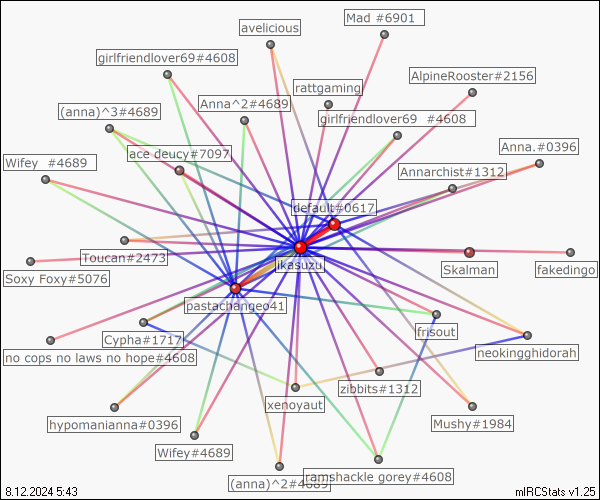 Mad #6901
avelicious
girlfriendlover69#4608
AlpineRooster#2156
rattgaming
Anna^2#4689
(anna)^3#4689
girlfriendlover69 #4608
Anna.#0396
ace deucy#7097
Wifey #4689
Annarchist#1312
default#0617
Toucan#2473
ikasuzu
Skalman
fakedingo
Soxy Foxy#5076
pastachangeo41
frisout
Cypha#1717
neokingghidorah
no cops no laws no hope#4608
zibbits#1312
xenoyaut
hypomanianna#0396
Mushy#1984
Wifey#4689
ramshackle gorey#4608
(anna)^2#4689
8.12.2024 5:43
mIRCStats v1.25